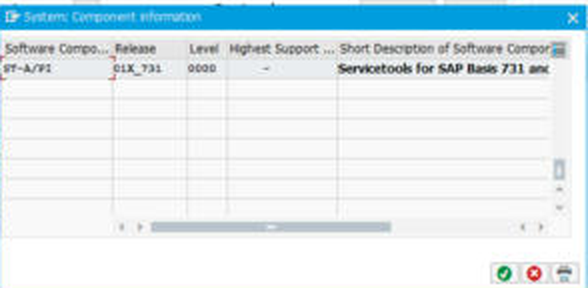 System: Component information
Software Compo... Release Level Highest Support ... Short Description of Software Compor
ST-A/PI 01X_731 0000 - Servicetools for SAP Basis 731 and